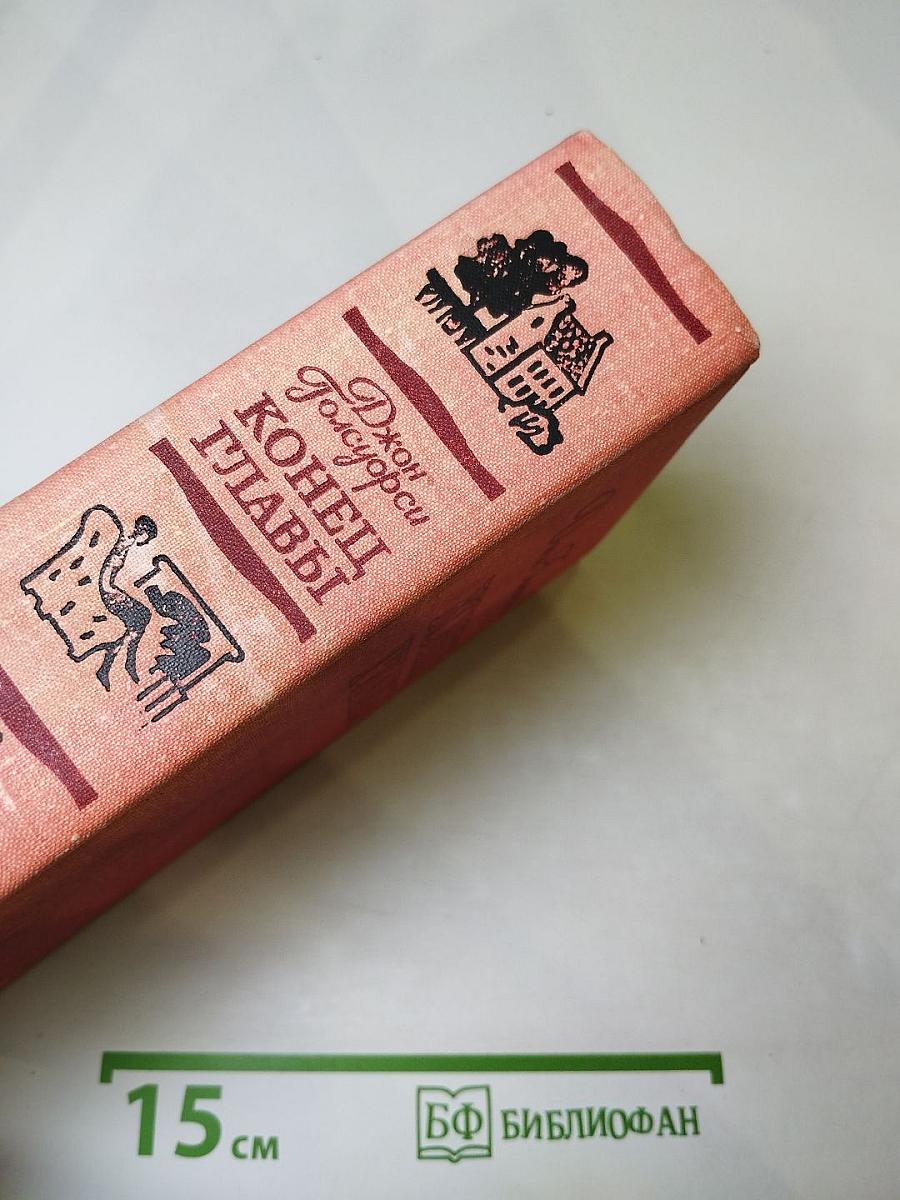 Джон
Голсуорси
КОНЕЦ
ГЛАВЫ
15 см
БФ БИБЛИОФАН